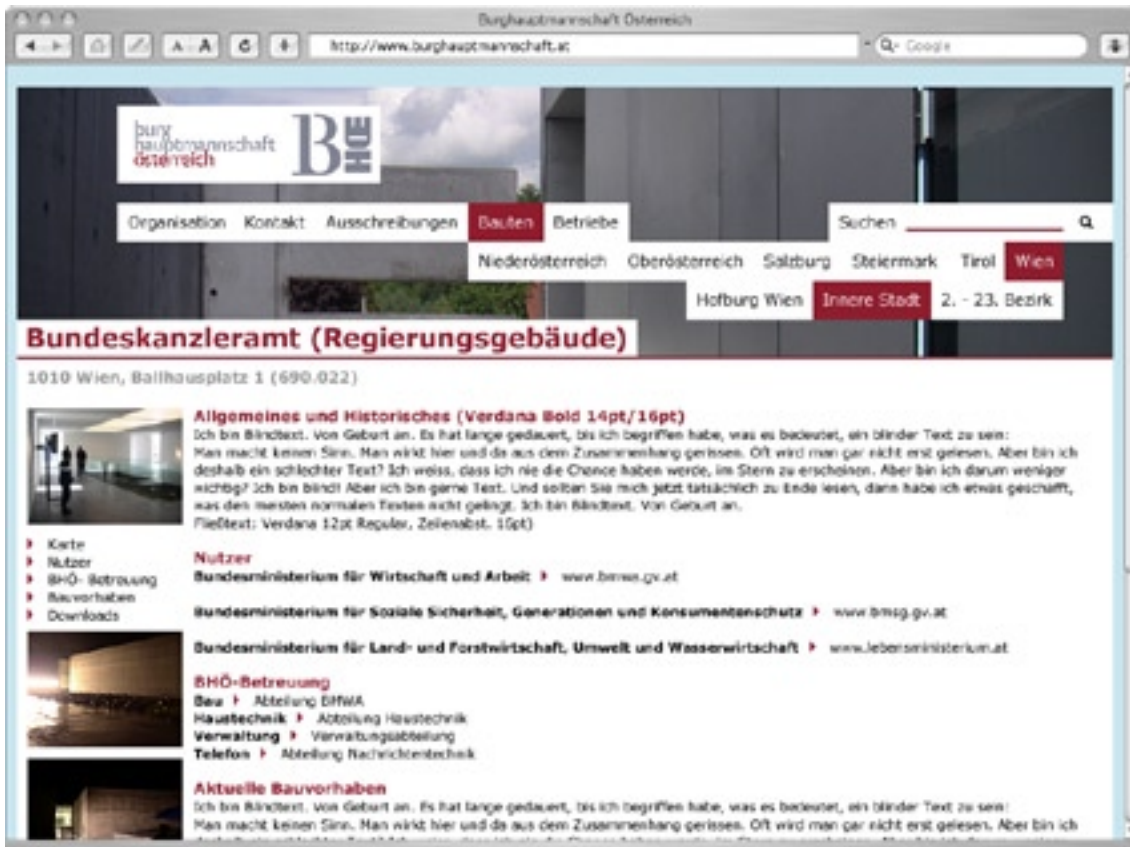 Burghauptmannschaft Österreich
A A
http://www.burghauptmannschaft.at
Google
burg
hauptmannschaft
österreich
B
BHÖ
Organisation Kontakt Ausschreibungen Bauten Betriebe
Suchen
Niederösterreich Oberösterreich Salzburg Steiermark Tirol Wien
Hofburg Wien Innere Stadt 2. - 23. Bezirk
Bundeskanzleramt (Regierungsgebäude)
1010 Wien, Ballhausplatz 1 (690.022)
Allgemeines und Historisches (Verdana Bold 14pt/16pt)
Ich bin Blindtext. Von Geburt an. Es hat lange gedauert, bis ich begriffen habe, was es bedeutet, ein blinder Text zu sein:
Man macht keinen Sinn. Man wirkt hier und da aus dem Zusammenhang gerissen. Oft wird man gar nicht erst gelesen. Aber bin ich
deshalb ein schlechter Text? Ich weiss, dass ich nie die Chance haben werde, im Stern zu erscheinen. Aber bin ich darum weniger
wichtig? Ich bin blind! Aber ich bin gerne Text. Und sollten Sie mich jetzt tatsächlich zu Ende lesen, dann habe ich etwas geschafft,
was den meisten normalen Texten nicht gelingt. Ich bin Blindtext. Von Geburt an.
Fließtext: Verdana 12pt Regular, Zeilenabst. 16pt)
Karte
Nutzer
BHÖ- Betreuung
Bauvorhaben
Downloads
Nutzer
Bundesministerium für Wirtschaft und Arbeit www.bmwa.gv.at
Bundesministerium für Soziale Sicherheit, Generationen und Konsumentenschutz www.bmsg.gv.at
Bundesministerium für Land- und Forstwirtschaft, Umwelt und Wasserwirtschaft www.lebensministerium.at
BHÖ-Betreuung
Bau Abteilung BMWA
Haustechnik Abteilung Haustechnik
Verwaltung Verwaltungsabteilung
Telefon Abteilung Nachrichtentechnik
Aktuelle Bauvorhaben
Ich bin Blindtext. Von Geburt an. Es hat lange gedauert, bis ich begriffen habe, was es bedeutet, ein blinder Text zu sein:
Man macht keinen Sinn. Man wirkt hier und da aus dem Zusammenhang gerissen. Oft wird man gar nicht erst gelesen. Aber bin ich